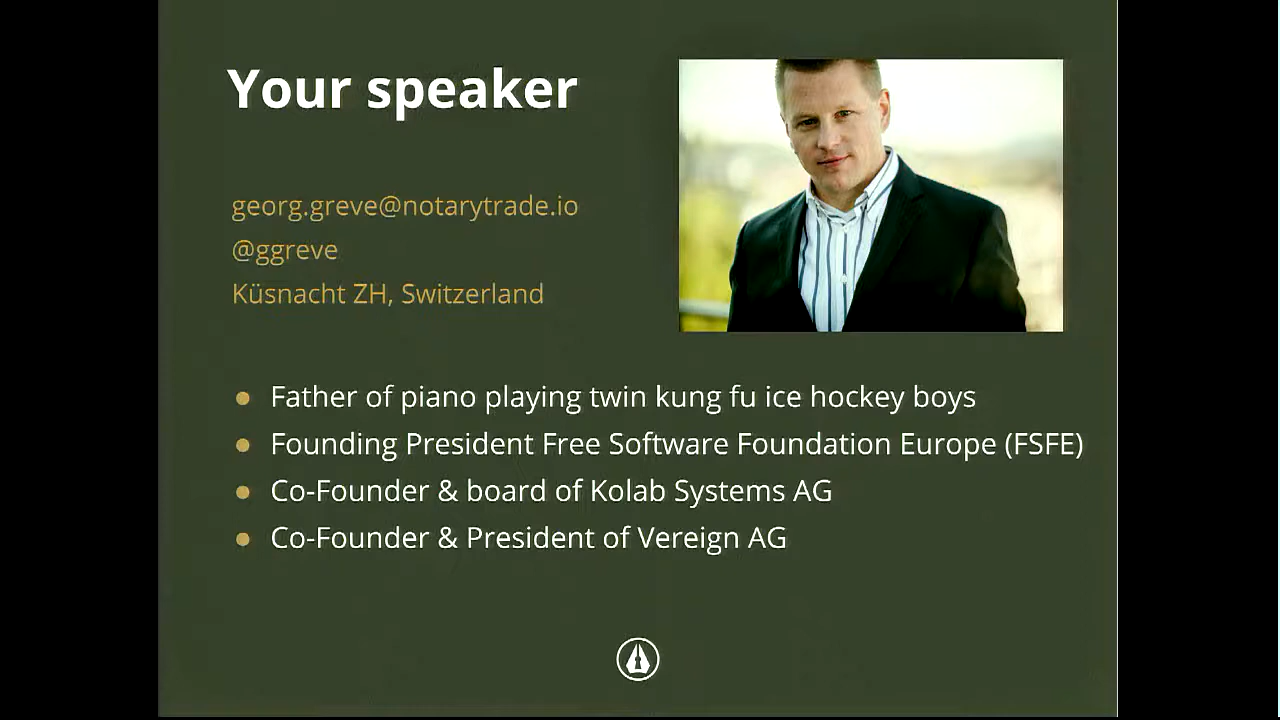 Your speaker
georg.greve@notarytrade.io
@ggreve
Küsnacht ZH, Switzerland
● Father of piano playing twin kung fu ice hockey boys
● Founding President Free Software Foundation Europe (FSFE)
● Co-Founder & board of Kolab Systems AG
● Co-Founder & President of Vereign AG